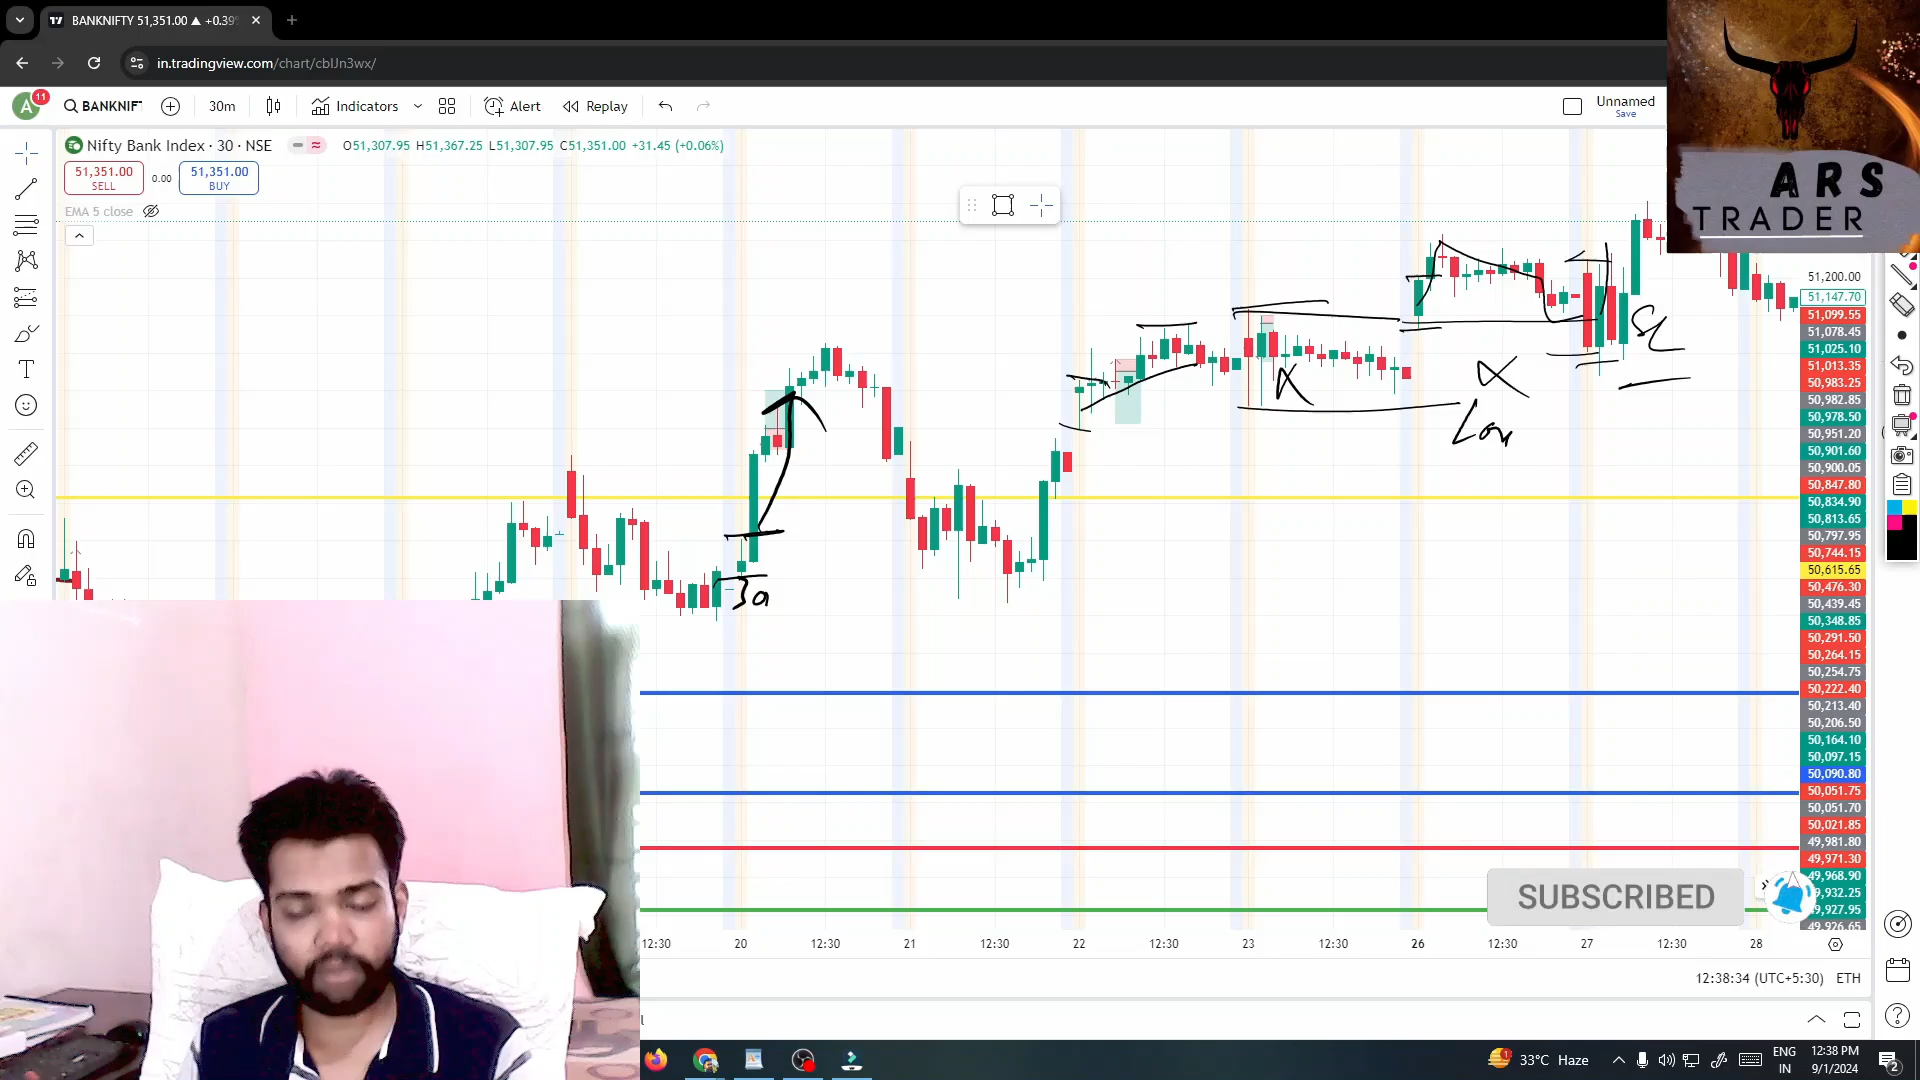 BANKNIFTY 51,351.00 ▲ +0.39
in.tradingview.com/chart/cbIJn3wx/
A
11
BANKNIF
30m
Indicators
Alert
Replay
Unnamed
Save
Nifty Bank Index · 30 · NSE
O51,307.95 H51,367.25 L51,307.95 C51,351.00 +31.45 (+0.06%)
51,351.00
SELL
0.00
51,351.00
BUY
EMA 5 close
ARS
TRADER
SL
Low
30
51,200.00
51,147.70
51,099.55
51,078.45
51,025.10
51,013.35
50,983.25
50,982.85
50,978.50
50,951.20
50,901.60
50,900.05
50,847.80
50,834.90
50,813.65
50,797.95
50,744.15
50,615.65
50,476.30
50,439.45
50,348.85
50,291.50
50,264.15
50,254.75
50,222.40
50,213.40
50,206.50
50,164.10
50,097.15
50,090.80
50,051.75
50,051.70
50,021.85
49,981.80
49,971.30
49,968.90
49,932.25
49,927.95
49,926.65
SUBSCRIBED
12:30 20 12:30 21 12:30 22 12:30 23 12:30 26 12:30 27 12:30 28
12:38:34 (UTC+5:30) ETH
33°C Haze
ENG
IN
12:38 PM
9/1/2024
2